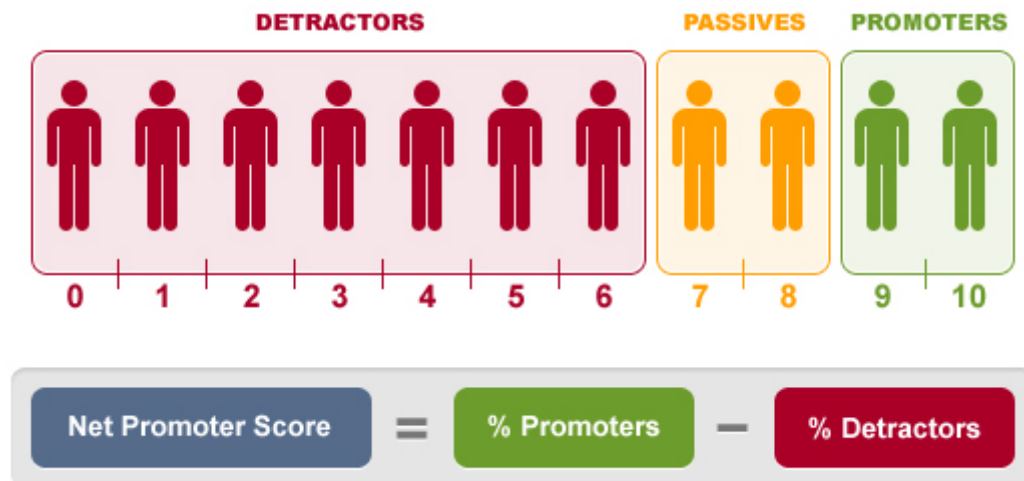 DETRACTORS PASSIVES PROMOTERS
0 1 2 3 4 5 6 7 8 9 10
Net Promoter Score = % Promoters − % Detractors